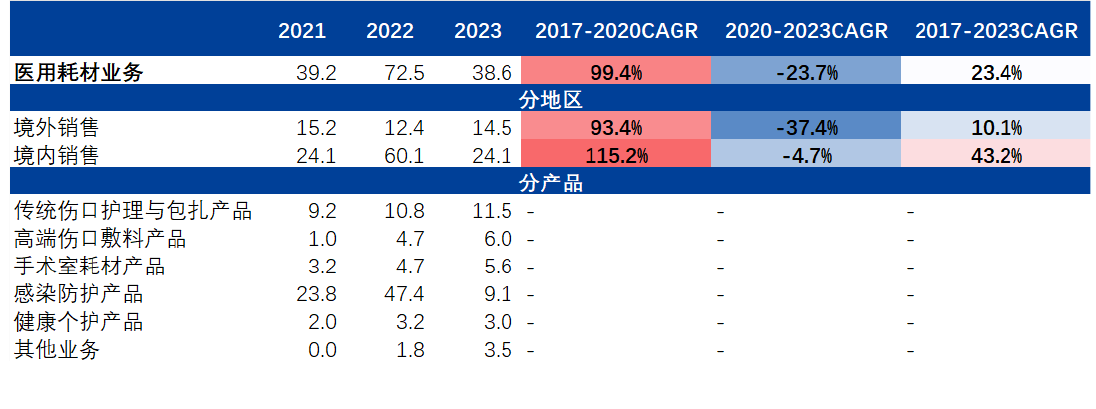 2021 2022 2023 2017-2020CAGR 2020-2023CAGR 2017-2023CAGR
医用耗材业务 39.2 72.5 38.6 99.4% -23.7% 23.4%
分地区
境外销售 15.2 12.4 14.5 93.4% -37.4% 10.1%
境内销售 24.1 60.1 24.1 115.2% -4.7% 43.2%
分产品
传统伤口护理与包扎产品 9.2 10.8 11.5 - - -
高端伤口敷料产品 1.0 4.7 6.0 - - -
手术室耗材产品 3.2 4.7 5.6 - - -
感染防护产品 23.8 47.4 9.1 - - -
健康个护产品 2.0 3.2 3.0 - - -
其他业务 0.0 1.8 3.5 - - -